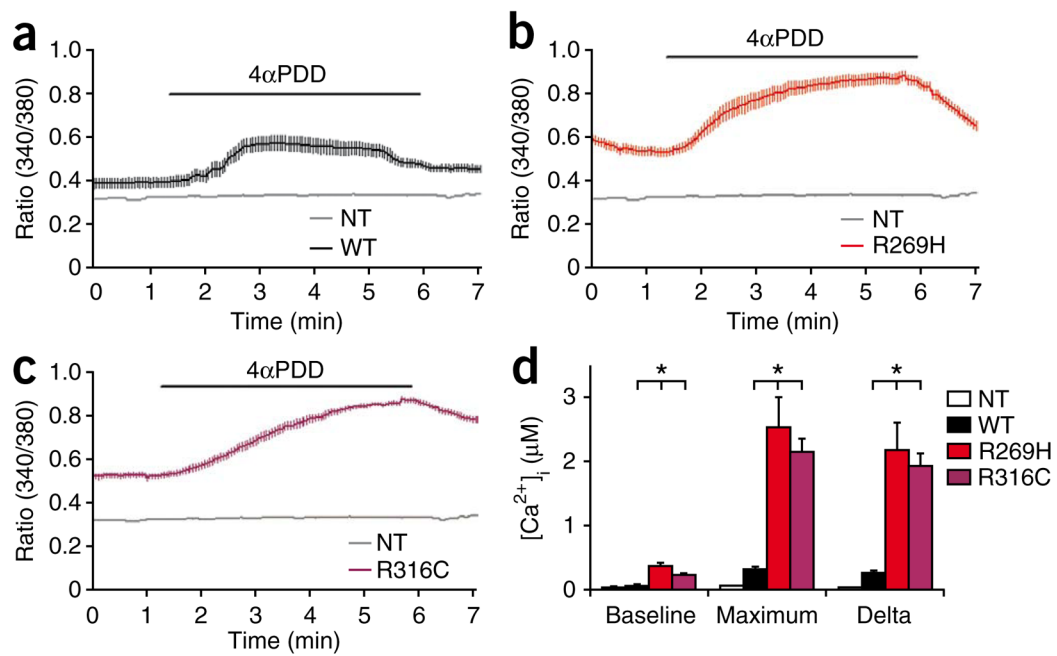 a
1.0
0.8
0.6
0.4
0.2
0
Ratio (340/380)
4αPDD
NT
WT
0 1 2 3 4 5 6 7
Time (min)
b
1.0
0.8
0.6
0.4
0.2
0
Ratio (340/380)
4αPDD
NT
R269H
0 1 2 3 4 5 6 7
Time (min)
c
1.0
0.8
0.6
0.4
0.2
0
Ratio (340/380)
4αPDD
NT
R316C
0 1 2 3 4 5 6 7
Time (min)
d
3
2
1
0
[Ca²⁺]ᵢ (μM)
* * *
NT
WT
R269H
R316C
Baseline Maximum Delta